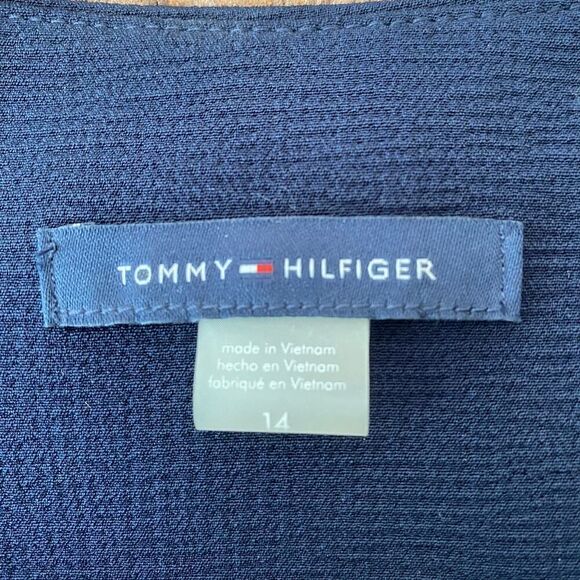 TOMMY HILFIGER
made in Vietnam
hecho en Vietnam
fabriqué en Vietnam
14